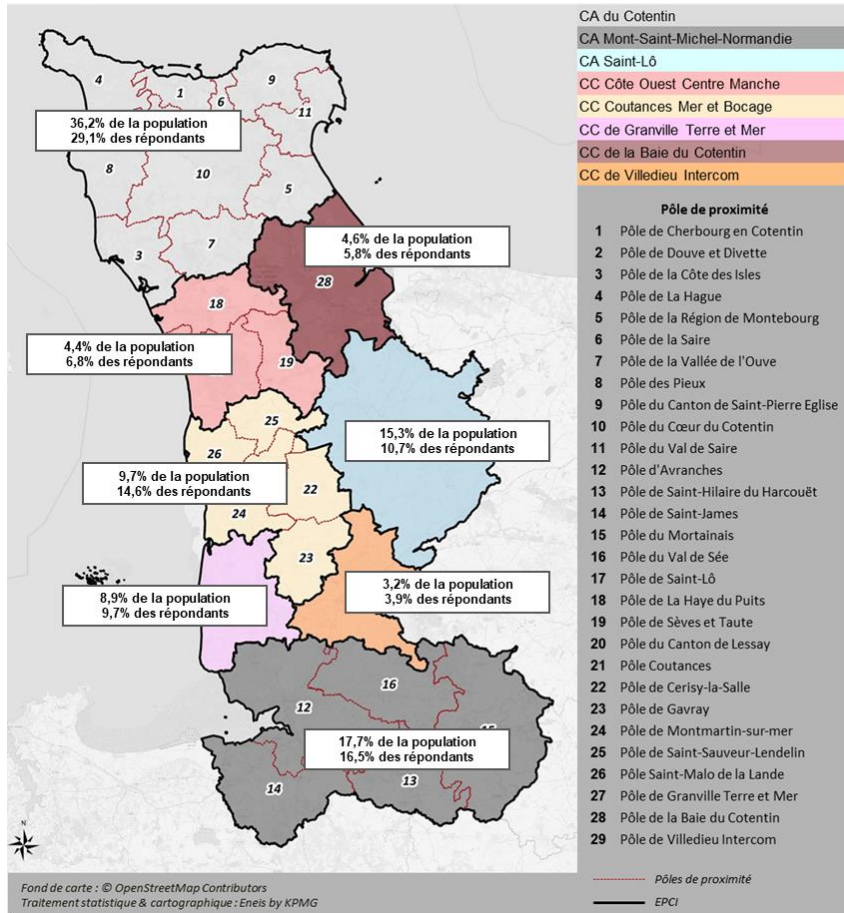 CA du Cotentin
CA Mont-Saint-Michel-Normandie
CA Saint-Lô
CC Côte Ouest Centre Manche
CC Coutances Mer et Bocage
CC de Granville Terre et Mer
CC de la Baie du Cotentin
CC de Villedieu Intercom
Pôle de proximité
1 Pôle de Cherbourg en Cotentin
2 Pôle de Douve et Divette
3 Pôle de la Côte des Isles
4 Pôle de La Hague
5 Pôle de la Région de Montebourg
6 Pôle de la Saire
7 Pôle de la Vallée de l'Ouve
8 Pôle des Pieux
9 Pôle du Canton de Saint-Pierre Eglise
10 Pôle du Cœur du Cotentin
11 Pôle du Val de Saire
12 Pôle d'Avranches
13 Pôle de Saint-Hilaire du Harcouët
14 Pôle de Saint-James
15 Pôle du Mortainais
16 Pôle du Val de Sée
17 Pôle de Saint-Lô
18 Pôle de La Haye du Puits
19 Pôle de Sèves et Taute
20 Pôle du Canton de Lessay
21 Pôle Coutances
22 Pôle de Cerisy-la-Salle
23 Pôle de Gavray
24 Pôle de Montmartin-sur-mer
25 Pôle de Saint-Sauveur-Lendelin
26 Pôle Saint-Malo de la Lande
27 Pôle de Granville Terre et Mer
28 Pôle de la Baie du Cotentin
29 Pôle de Villedieu Intercom
Pôles de proximité
EPCI
4
1
6
9
11
36,2% de la population
29,1% des répondants
8
10
5
3
7
4,6% de la population
5,8% des répondants
28
18
4,4% de la population
6,8% des répondants
19
25
26
15,3% de la population
10,7% des répondants
9,7% de la population
14,6% des répondants
22
24
23
8,9% de la population
9,7% des répondants
3,2% de la population
3,9% des répondants
16
12
17,7% de la population
16,5% des répondants
14
13
N
Fond de carte : © OpenStreetMap Contributors
Traitement statistique & cartographique : Eneis by KPMG